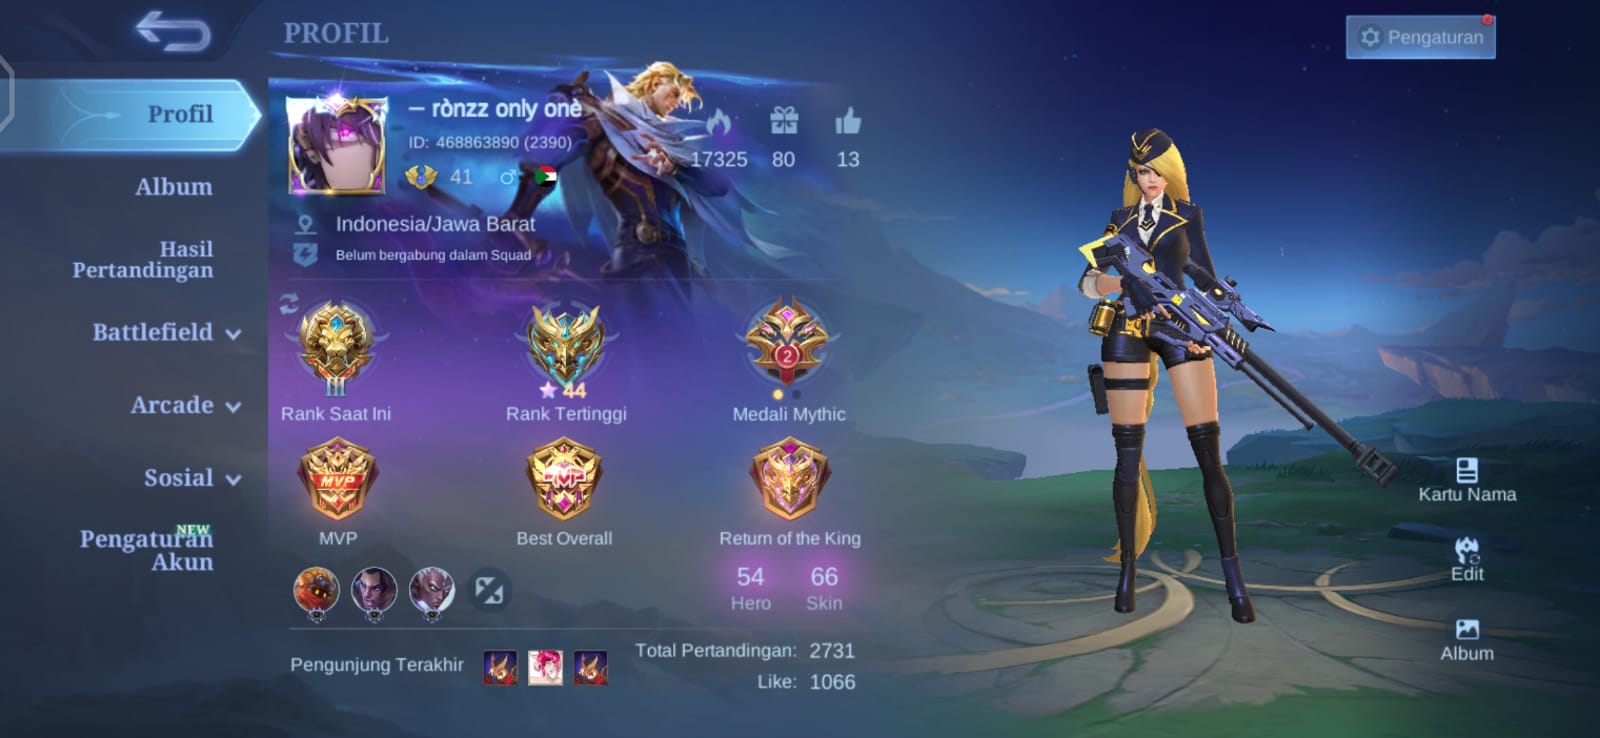 PROFIL
Pengaturan
Profil
Album
Hasil
Pertandingan
Battlefield
Arcade
Sosial
NEW
Pengaturan
Akun
– rònzz only onè
ID: 468863890 (2390)
41
Indonesia/Jawa Barat
Belum bergabung dalam Squad
17325
80
13
III
Rank Saat Ini
44
Rank Tertinggi
2
Medali Mythic
MVP
MVP
MVP
Best Overall
Return of the King
54
Hero
66
Skin
Pengunjung Terakhir
Total Pertandingan: 2731
Like: 1066
Kartu Nama
Edit
Album